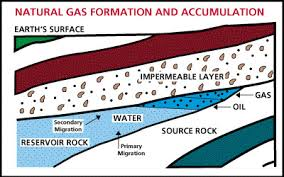 NATURAL GAS FORMATION AND ACCUMULATION
EARTH'S SURFACE
IMPERMEABLE LAYER
GAS
OIL
Secondary
Migration
WATER
SOURCE ROCK
RESERVOIR ROCK
Primary
Migration